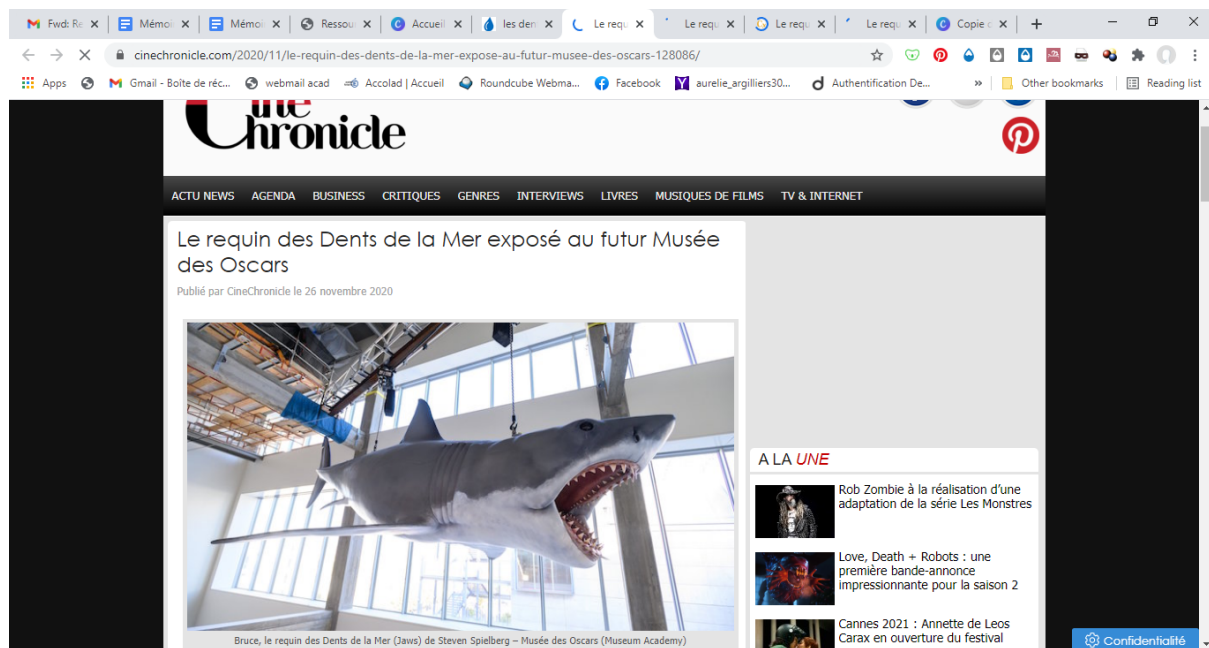 Fwd: Re
Mémoi
Mémoi
Ressou
Accueil
les den
Le requ
Le requ
Le requ
Le requ
Copie c
cinechronicle.com/2020/11/le-requin-des-dents-de-la-mer-expose-au-futur-musee-des-oscars-128086/
Apps
Gmail - Boîte de réc...
webmail acad
Accolad | Accueil
Roundcube Webma...
Facebook
aurelie_argilliers30...
Authentification De...
»
Other bookmarks
Reading list
Chronicle
ACTU NEWS AGENDA BUSINESS CRITIQUES GENRES INTERVIEWS LIVRES MUSIQUES DE FILMS TV & INTERNET
Le requin des Dents de la Mer exposé au futur Musée
des Oscars
Publié par CineChronicle le 26 novembre 2020
Bruce, le requin des Dents de la Mer (Jaws) de Steven Spielberg – Musée des Oscars (Museum Academy)
A LA UNE
Rob Zombie à la réalisation d'une
adaptation de la série Les Monstres
Love, Death + Robots : une
première bande-annonce
impressionnante pour la saison 2
Cannes 2021 : Annette de Leos
Carax en ouverture du festival
Confidentialité